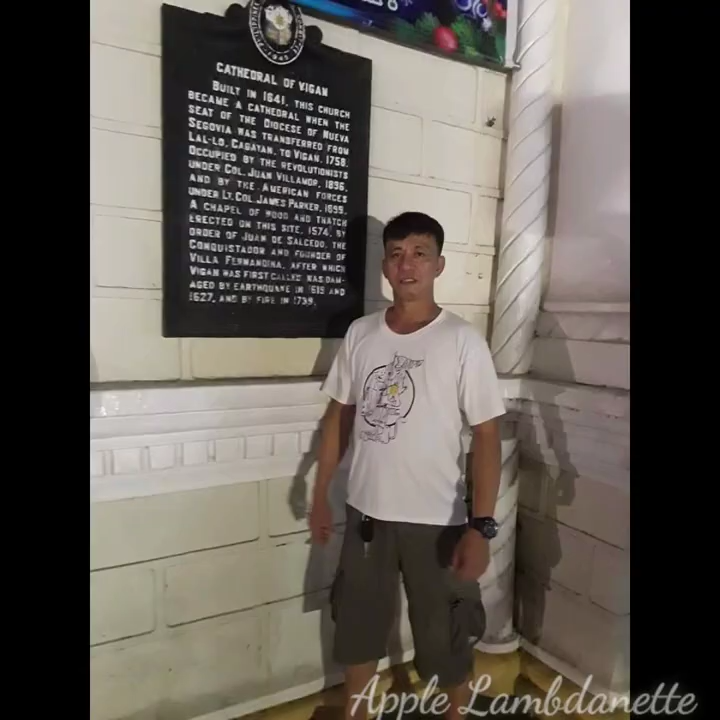 CATHEDRAL OF VIGAN
BUILT IN 1641, THIS CHURCH
BECAME A CATHEDRAL WHEN THE
SEAT OF THE DIOCESE OF NUEVA
SEGOVIA WAS TRANSFERRED FROM
LAL-LO, CAGAYAN, TO VIGAN, 1758.
OCCUPIED BY THE REVOLUTIONISTS
UNDER COL. JUAN VILLAMOR, 1896,
AND BY THE AMERICAN FORCES
UNDER LT. COL. JAMES PARKER, 1899.
A CHAPEL OF WOOD AND THATCH
ERECTED ON THIS SITE, 1574, BY
ORDER OF JUAN DE SALCEDO, THE
CONQUISTADOR AND FOUNDER OF
VILLA FERNANDINA, AFTER WHICH
VIGAN WAS FIRST CALLED WAS DAM-
AGED BY EARTHQUAKE IN 1619 AND
1627, AND BY FIRE IN 1739.
Apple Lambdanette